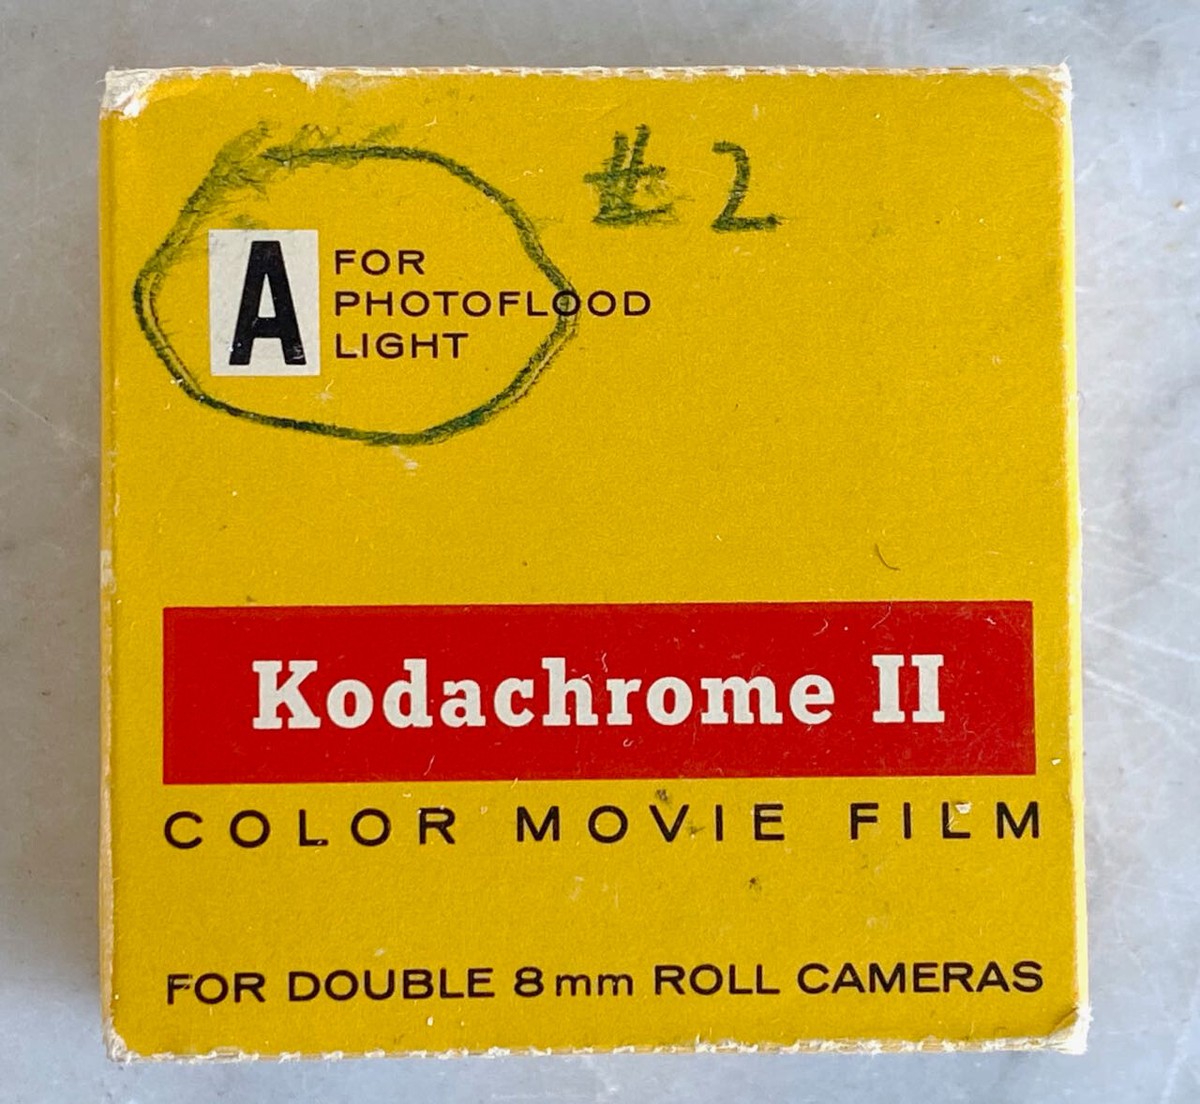 # 2
A
FOR
PHOTOFLOOD
LIGHT
Kodachrome II
COLOR MOVIE FILM
FOR DOUBLE 8mm ROLL CAMERAS